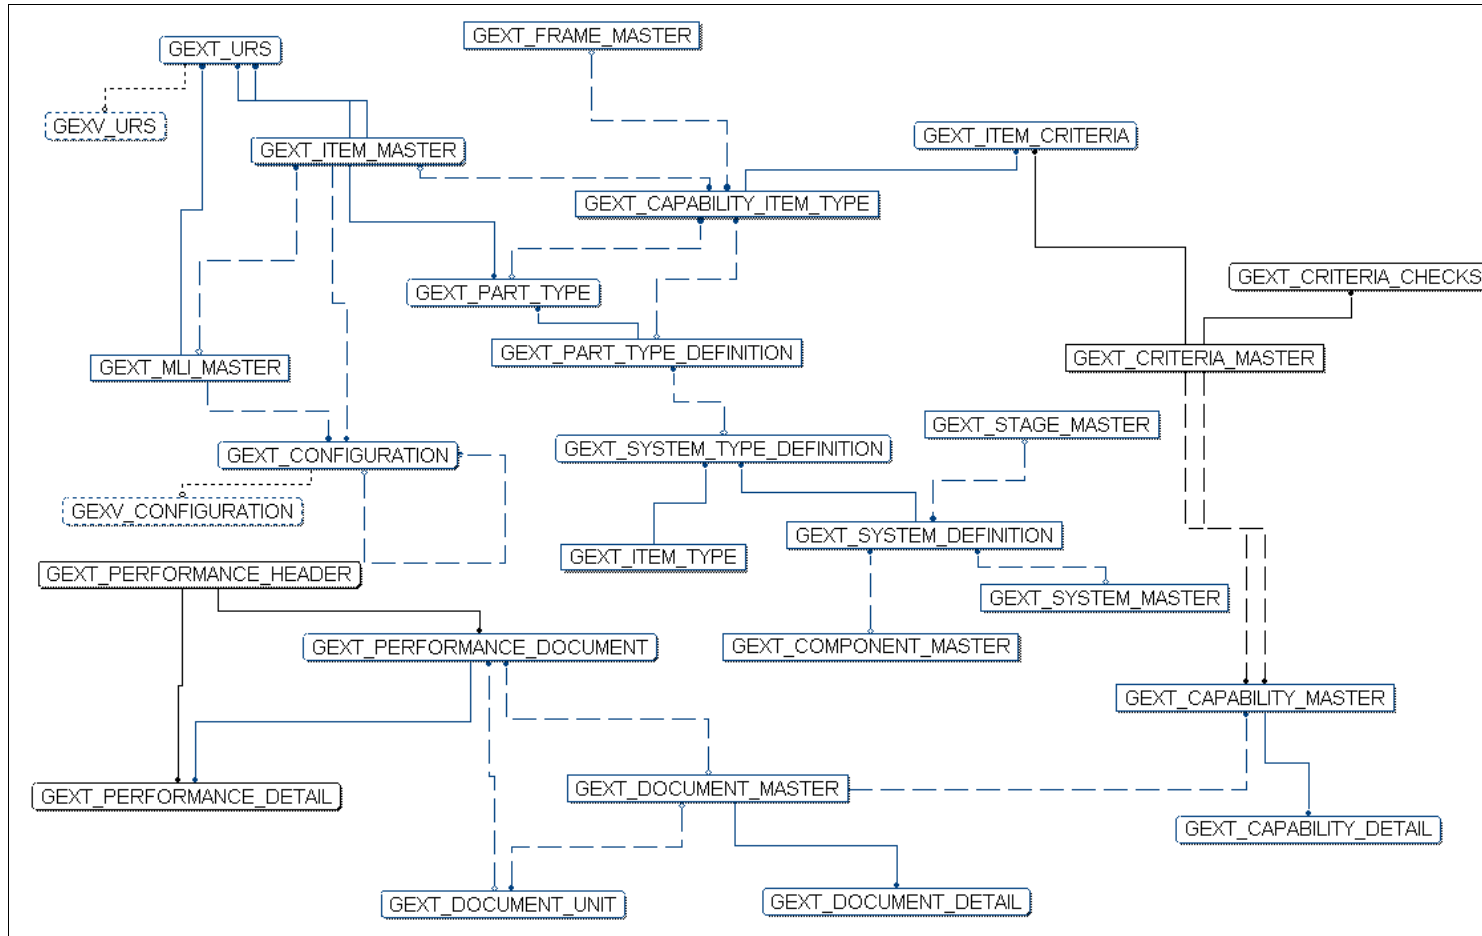 GEXT_FRAME_MASTER
GEXT_URS
GEXV_URS
GEXT_ITEM_CRITERIA
GEXT_ITEM_MASTER
GEXT_CAPABILITY_ITEM_TYPE
GEXT_CRITERIA_CHECKS
GEXT_PART_TYPE
GEXT_PART_TYPE_DEFINITION
GEXT_CRITERIA_MASTER
GEXT_MLI_MASTER
GEXT_STAGE_MASTER
GEXT_SYSTEM_TYPE_DEFINITION
GEXT_CONFIGURATION
GEXV_CONFIGURATION
GEXT_SYSTEM_DEFINITION
GEXT_ITEM_TYPE
GEXT_PERFORMANCE_HEADER
GEXT_SYSTEM_MASTER
GEXT_PERFORMANCE_DOCUMENT
GEXT_COMPONENT_MASTER
GEXT_CAPABILITY_MASTER
GEXT_DOCUMENT_MASTER
GEXT_PERFORMANCE_DETAIL
GEXT_CAPABILITY_DETAIL
GEXT_DOCUMENT_DETAIL
GEXT_DOCUMENT_UNIT